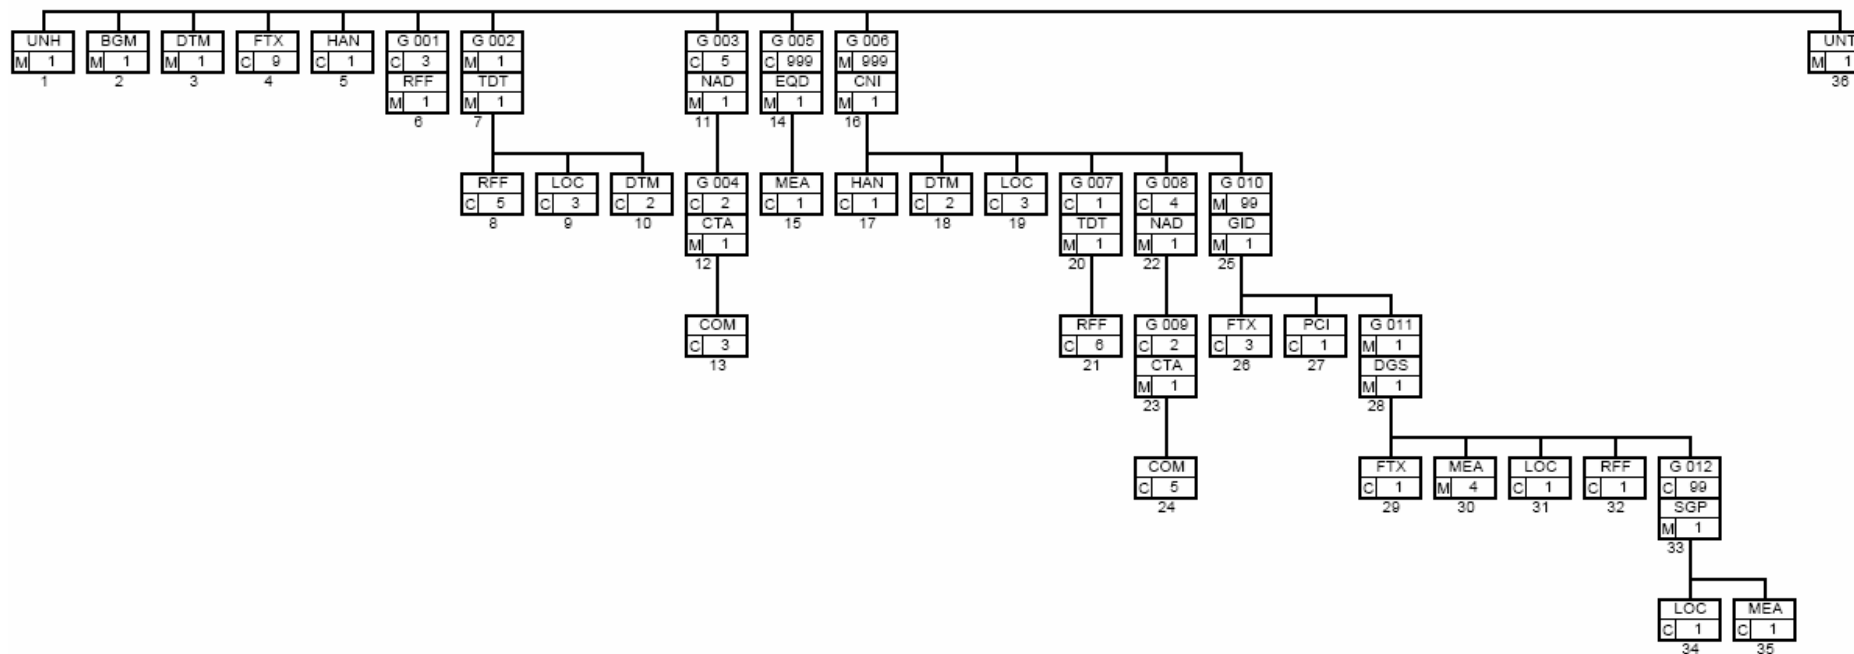 UNH BGM DTM FTX HAN G 001 G 002 G 003 G 005 G 006 UNT
M 1 M 1 M 1 C 9 C 1 C 3 M 1 C 5 C 999 M 999 M 1
1 2 3 4 5 RFF TDT NAD EQD CNI 36
M 1 M 1 M 1 M 1 M 1
6 7 11 14 16
RFF LOC DTM G 004 MEA HAN DTM LOC G 007 G 008 G 010
C 5 C 3 C 2 C 2 C 1 C 1 C 2 C 3 C 1 C 4 M 99
8 9 10 CTA 15 17 18 19 TDT NAD GID
M 1 M 1 M 1 M 1
12 20 22 25
COM RFF G 009 FTX PCI G 011
C 3 C 6 C 2 C 3 C 1 M 1
13 21 CTA 26 27 DGS
M 1 M 1
23 28
COM FTX MEA LOC RFF G 012
C 5 C 1 M 4 C 1 C 1 C 99
24 29 30 31 32 SGP
M 1
33
LOC MEA
C 1 C 1
34 35